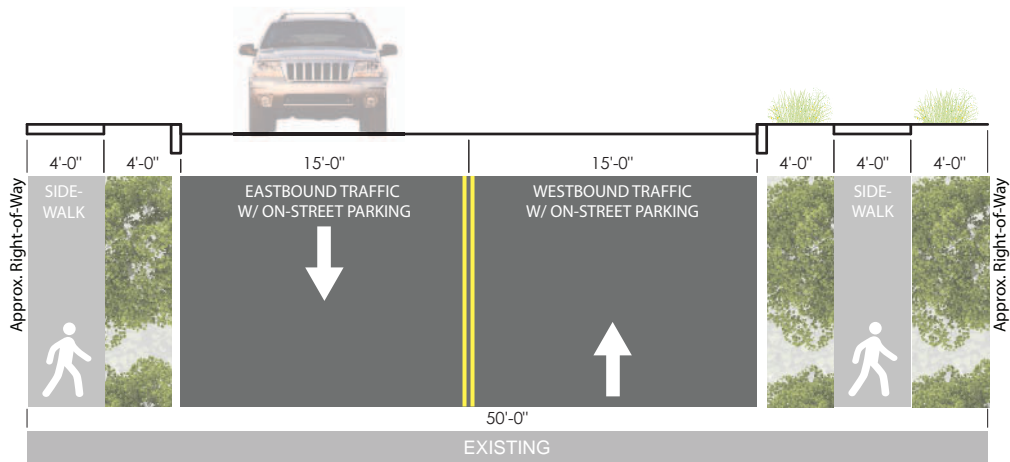 4'-0" 4'-0" 15'-0" 15'-0" 4'-0" 4'-0" 4'-0"
Approx. Right-of-Way
SIDE-
WALK
EASTBOUND TRAFFIC
W/ ON-STREET PARKING
WESTBOUND TRAFFIC
W/ ON-STREET PARKING
SIDE-
WALK
Approx. Right-of-Way
50'-0"
EXISTING